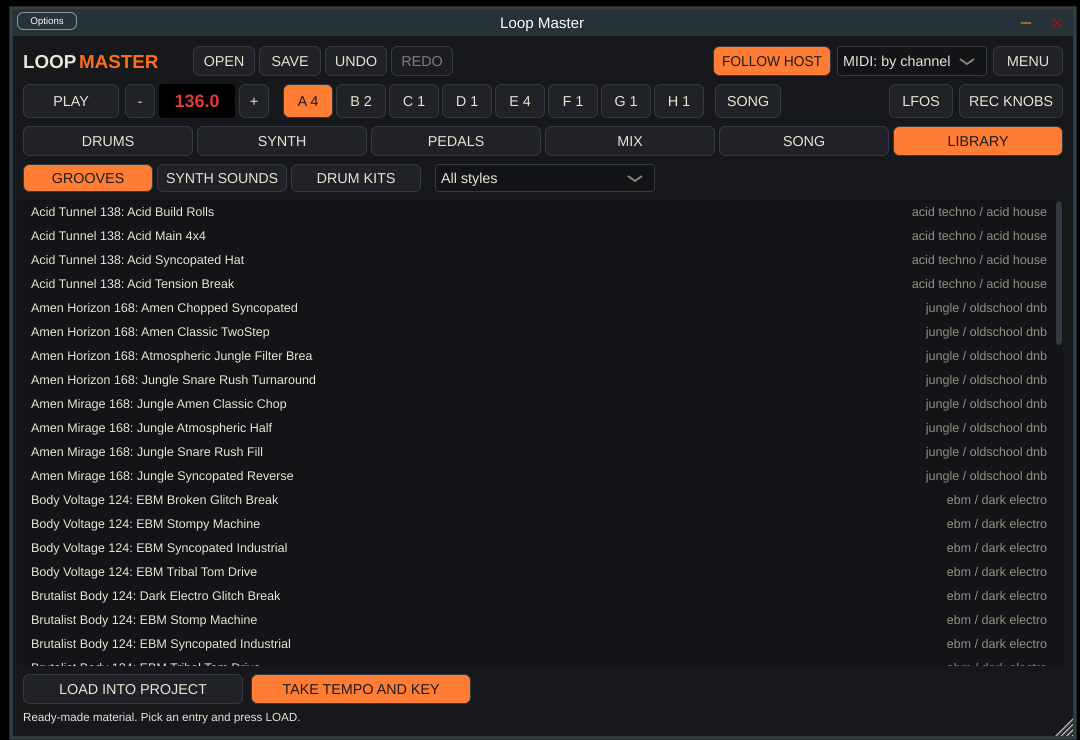 Options
Loop Master
LOOP MASTER OPEN SAVE UNDO REDO FOLLOW HOST MIDI: by channel MENU
PLAY - 136.0 + A 4 B 2 C 1 D 1 E 4 F 1 G 1 H 1 SONG LFOS REC KNOBS
DRUMS SYNTH PEDALS MIX SONG LIBRARY
GROOVES SYNTH SOUNDS DRUM KITS All styles
Acid Tunnel 138: Acid Build Rolls acid techno / acid house
Acid Tunnel 138: Acid Main 4x4 acid techno / acid house
Acid Tunnel 138: Acid Syncopated Hat acid techno / acid house
Acid Tunnel 138: Acid Tension Break acid techno / acid house
Amen Horizon 168: Amen Chopped Syncopated jungle / oldschool dnb
Amen Horizon 168: Amen Classic TwoStep jungle / oldschool dnb
Amen Horizon 168: Atmospheric Jungle Filter Brea jungle / oldschool dnb
Amen Horizon 168: Jungle Snare Rush Turnaround jungle / oldschool dnb
Amen Mirage 168: Jungle Amen Classic Chop jungle / oldschool dnb
Amen Mirage 168: Jungle Atmospheric Half jungle / oldschool dnb
Amen Mirage 168: Jungle Snare Rush Fill jungle / oldschool dnb
Amen Mirage 168: Jungle Syncopated Reverse jungle / oldschool dnb
Body Voltage 124: EBM Broken Glitch Break ebm / dark electro
Body Voltage 124: EBM Stompy Machine ebm / dark electro
Body Voltage 124: EBM Syncopated Industrial ebm / dark electro
Body Voltage 124: EBM Tribal Tom Drive ebm / dark electro
Brutalist Body 124: Dark Electro Glitch Break ebm / dark electro
Brutalist Body 124: EBM Stomp Machine ebm / dark electro
Brutalist Body 124: EBM Syncopated Industrial ebm / dark electro
Brutalist Body 124: EBM Tribal Tom Drive ebm / dark electro
LOAD INTO PROJECT TAKE TEMPO AND KEY
Ready-made material. Pick an entry and press LOAD.